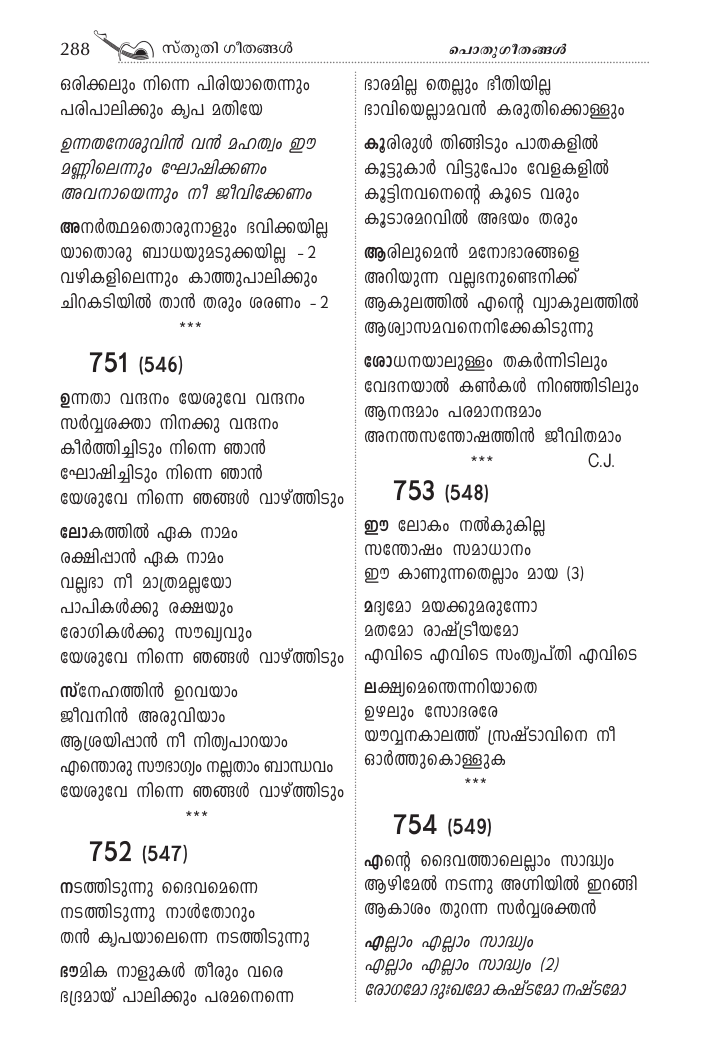 288 സ്തുതി ഗീതങ്ങൾ
പൊതുഗീതങ്ങൾ
ഒരിക്കലും നിന്നെ പിരിയാതെന്നും
പരിപാലിക്കും കൃപ മതിയേ
ഉന്നതനേശുവിൻ വൻ മഹത്വം ഈ
മണ്ണിലെന്നും ഘോഷിക്കണം
അവനായെന്നും നീ ജീവിക്കേണം
അനർത്ഥമതൊരുനാളും ഭവിക്കയില്ല
യാതൊരു ബാധയുമടുക്കയില്ല -2
വഴികളിലെന്നും കാത്തുപാലിക്കും
ചിറകടിയിൽ താൻ തരും ശരണം -2
***
751 (546)
ഉന്നതാ വന്ദനം യേശുവേ വന്ദനം
സർവ്വശക്താ നിനക്കു വന്ദനം
കീർത്തിച്ചിടും നിന്നെ ഞാൻ
ഘോഷിച്ചിടും നിന്നെ ഞാൻ
യേശുവേ നിന്നെ ഞങ്ങൾ വാഴ്ത്തിടും
ലോകത്തിൽ ഏക നാമം
രക്ഷിപ്പാൻ ഏക നാമം
വല്ലഭാ നീ മാത്രമല്ലയോ
പാപികൾക്കു രക്ഷയും
രോഗികൾക്കു സൗഖ്യവും
യേശുവേ നിന്നെ ഞങ്ങൾ വാഴ്ത്തിടും
സ്നേഹത്തിൻ ഉറവയാം
ജീവനിൻ അരുവിയാം
ആശ്രയിപ്പാൻ നീ നിത്യപാറയാം
എന്തൊരു സൗഭാഗ്യം നല്ലതാം ബാന്ധവം
യേശുവേ നിന്നെ ഞങ്ങൾ വാഴ്ത്തിടും
***
752 (547)
നടത്തിടുന്നു ദൈവമെന്നെ
നടത്തിടുന്നു നാൾതോറും
തൻ കൃപയാലെന്നെ നടത്തിടുന്നു
ഭൗമിക നാളുകൾ തീരും വരെ
ഭദ്രമായ് പാലിക്കും പരമനെന്നെ
ഭാരമില്ല തെല്ലും ഭീതിയില്ല
ഭാവിയെല്ലാമവൻ കരുതിക്കൊള്ളും
കൂരിരുൾ തിങ്ങിടും പാതകളിൽ
കൂട്ടുകാർ വിട്ടുപോം വേളകളിൽ
കൂട്ടിനവനെന്റെ കൂടെ വരും
കൂടാരമറവിൽ അഭയം തരും
ആരിലുമെൻ മനോഭാരങ്ങളെ
അറിയുന്ന വല്ലഭനുണ്ടെനിക്ക്
ആകുലത്തിൽ എന്റെ വ്യാകുലത്തിൽ
ആശ്വാസമവനെനിക്കേകിടുന്നു
ശോധനയാലുള്ളം തകർന്നിടിലും
വേദനയാൽ കൺകൾ നിറഞ്ഞിടിലും
ആനന്ദമാം പരമാനന്ദമാം
അനന്തസന്തോഷത്തിൻ ജീവിതമാം
*** C.J.
753 (548)
ഈ ലോകം നൽകുകില്ല
സന്തോഷം സമാധാനം
ഈ കാണുന്നതെല്ലാം മായ (3)
മദ്യമോ മയക്കുമരുന്നോ
മതമോ രാഷ്ട്രീയമോ
എവിടെ എവിടെ സംതൃപ്തി എവിടെ
ലക്ഷ്യമെന്തെന്നറിയാതെ
ഉഴലും സോദരരേ
യൗവ്വനകാലത്ത് സ്രഷ്ടാവിനെ നീ
ഓർത്തുകൊള്ളുക
***
754 (549)
എന്റെ ദൈവത്താലെല്ലാം സാദ്ധ്യം
ആഴിമേൽ നടന്നു അഗ്നിയിൽ ഇറങ്ങി
ആകാശം തുറന്ന സർവ്വശക്തൻ
എല്ലാം എല്ലാം സാദ്ധ്യം
എല്ലാം എല്ലാം സാദ്ധ്യം (2)
രോഗമോ ദുഃഖമോ കഷ്ടമോ നഷ്ടമോ